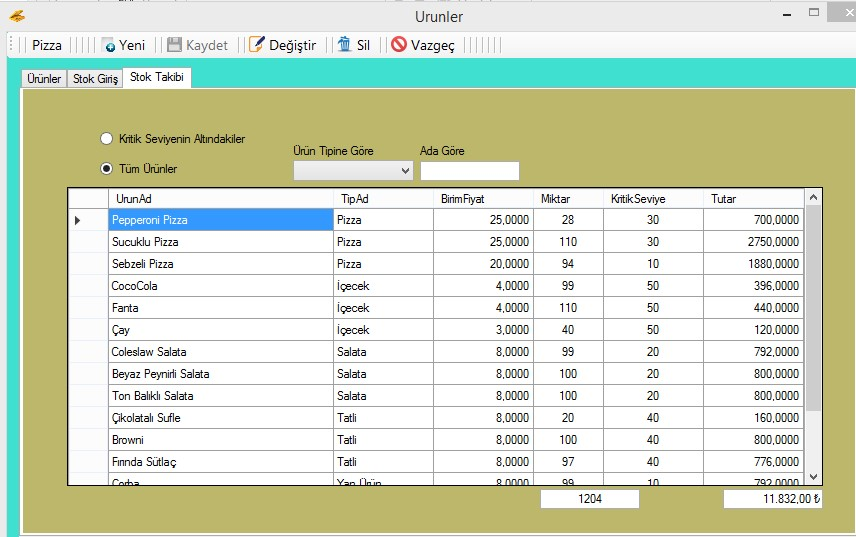 Urunler
Pizza Yeni Kaydet Değiştir Sil Vazgeç
Ürünler Stok Giriş Stok Takibi
Kritik Seviyenin Altındakiler
Ürün Tipine Göre Ada Göre
Tüm Ürünler
UrunAd TipAd BirimFiyat Miktar KritikSeviye Tutar
Pepperoni Pizza Pizza 25,0000 28 30 700,0000
Sucuklu Pizza Pizza 25,0000 110 30 2750,0000
Sebzeli Pizza Pizza 20,0000 94 10 1880,0000
CocoCola İçecek 4,0000 99 50 396,0000
Fanta İçecek 4,0000 110 50 440,0000
Çay İçecek 3,0000 40 50 120,0000
Coleslaw Salata Salata 8,0000 99 20 792,0000
Beyaz Peynirli Salata Salata 8,0000 100 20 800,0000
Ton Balıklı Salata Salata 8,0000 100 20 800,0000
Çikolatalı Sufle Tatli 8,0000 20 40 160,0000
Browni Tatli 8,0000 100 40 800,0000
Fırında Sütlaç Tatli 8,0000 97 40 776,0000
Çorba Yan Ürün 8,0000 99 10 792,0000
1204 11.832,00 ₺